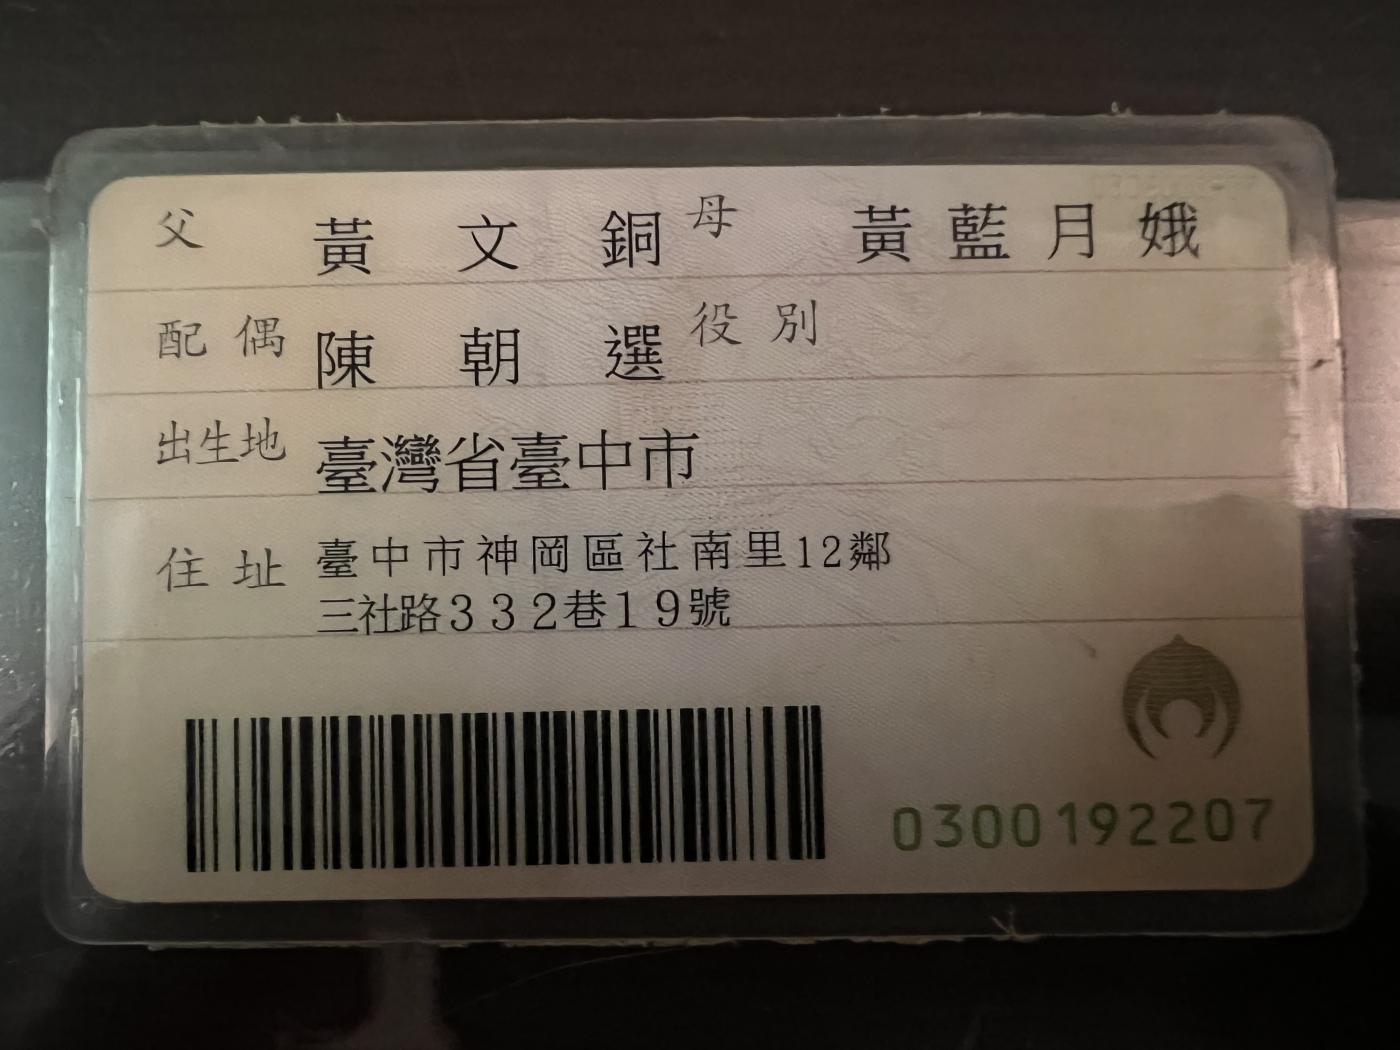 父 黃文銅 母 黃藍月娥
配偶 陳朝選 役別
出生地 臺灣省臺中市
住址 臺中市神岡區社南里12鄰
三社路332巷19號
0300192207